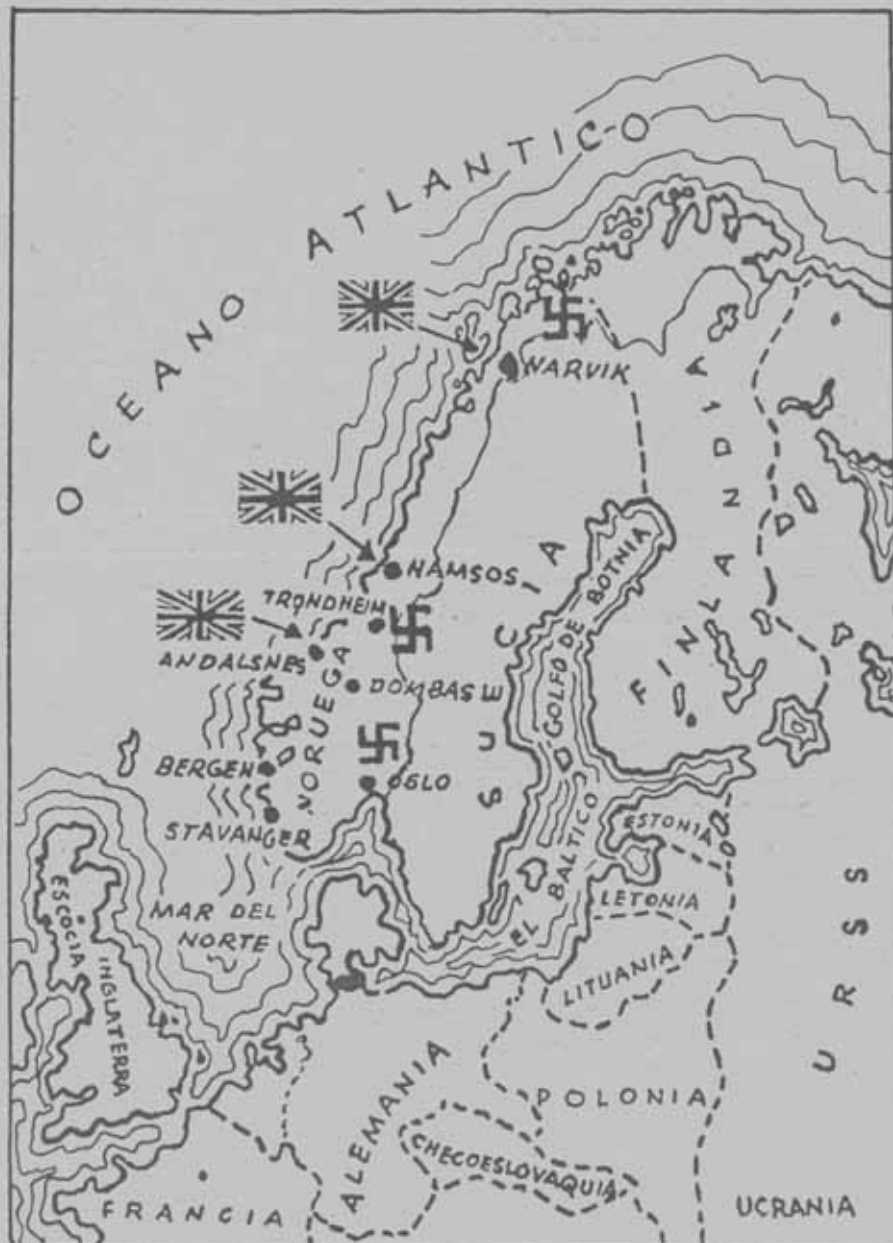 OCEANO ATLANTICO
NARVIK
NAMSOS
TRONDHEIM
ANDALSNES
DOMBAS
NORUEGA
SUECIA
GOLFO DE BOTNIA
FINLANDIA
BERGEN
OSLO
STAVANGER
EL BALTICO
ESTONIA
LETONIA
LITUANIA
MAR DEL
NORTE
ESCOCIA
INGLATERRA
URSS
ALEMANIA
POLONIA
CHECOESLOVAQUIA
FRANCIA
UCRANIA